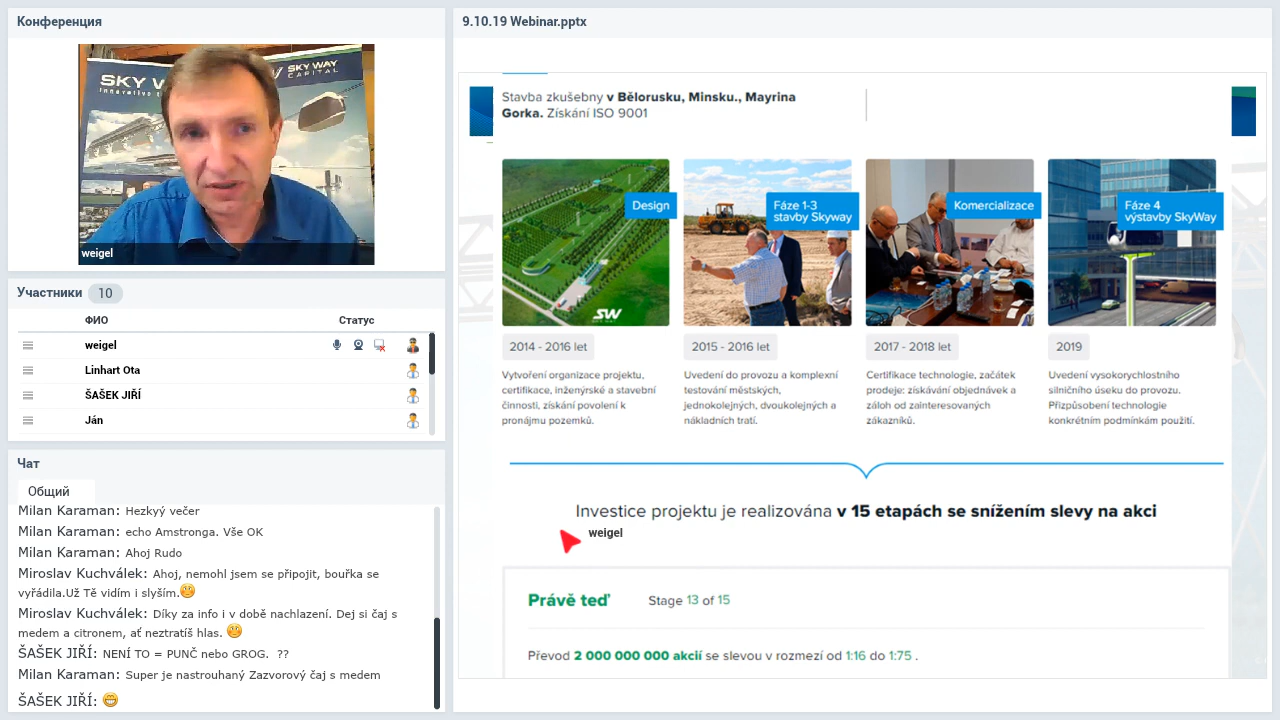 Конференция
SKY W
innovative
SKY WAY
CAPITAL
weigel
Участники 10
ФИО Статус
weigel
Linhart Ota
ŠAŠEK JIŘÍ
Ján
Чат
Общий
Milan Karaman: Hezkyý večer
Milan Karaman: echo Amstronga. Vše OK
Milan Karaman: Ahoj Rudo
Miroslav Kuchválek: Ahoj, nemohl jsem se připojit, bouřka se
vyřádila.Už Tě vidím i slyším.
Miroslav Kuchválek: Díky za info i v době nachlazení. Dej si čaj s
medem a citronem, ať neztratíš hlas.
ŠAŠEK JIŘÍ: NENÍ TO = PUNČ nebo GROG. ??
Milan Karaman: Super je nastrouhaný Zazvorový čaj s medem
ŠAŠEK JIŘÍ:
9.10.19 Webinar.pptx
Stavba zkušebny v Bělorusku, Minsku., Mayrina
Gorka. Získání ISO 9001
Design
SW
2014 - 2016 let
Vytvoření organizace projektu,
certifikace, inženýrské a stavební
činnosti, získání povolení k
pronájmu pozemků.
Fáze 1-3
stavby Skyway
2015 - 2016 let
Uvedení do provozu a komplexní
testování městských,
jednokolejných, dvoukolejných a
nákladních tratí.
Komercializace
2017 - 2018 let
Certifikace technologie, začátek
prodeje: získávání objednávek a
záloh od zainteresovaných
zákazníků.
Fáze 4
výstavby SkyWay
2019
Uvedení vysokorychlostního
silničního úseku do provozu.
Přizpůsobení technologie
konkrétním podmínkám použití.
Investice projektu je realizována v 15 etapách se snížením slevy na akci
weigel
Právě teď Stage 13 of 15
Převod 2 000 000 000 akcií se slevou v rozmezí od 1:16 do 1:75 .